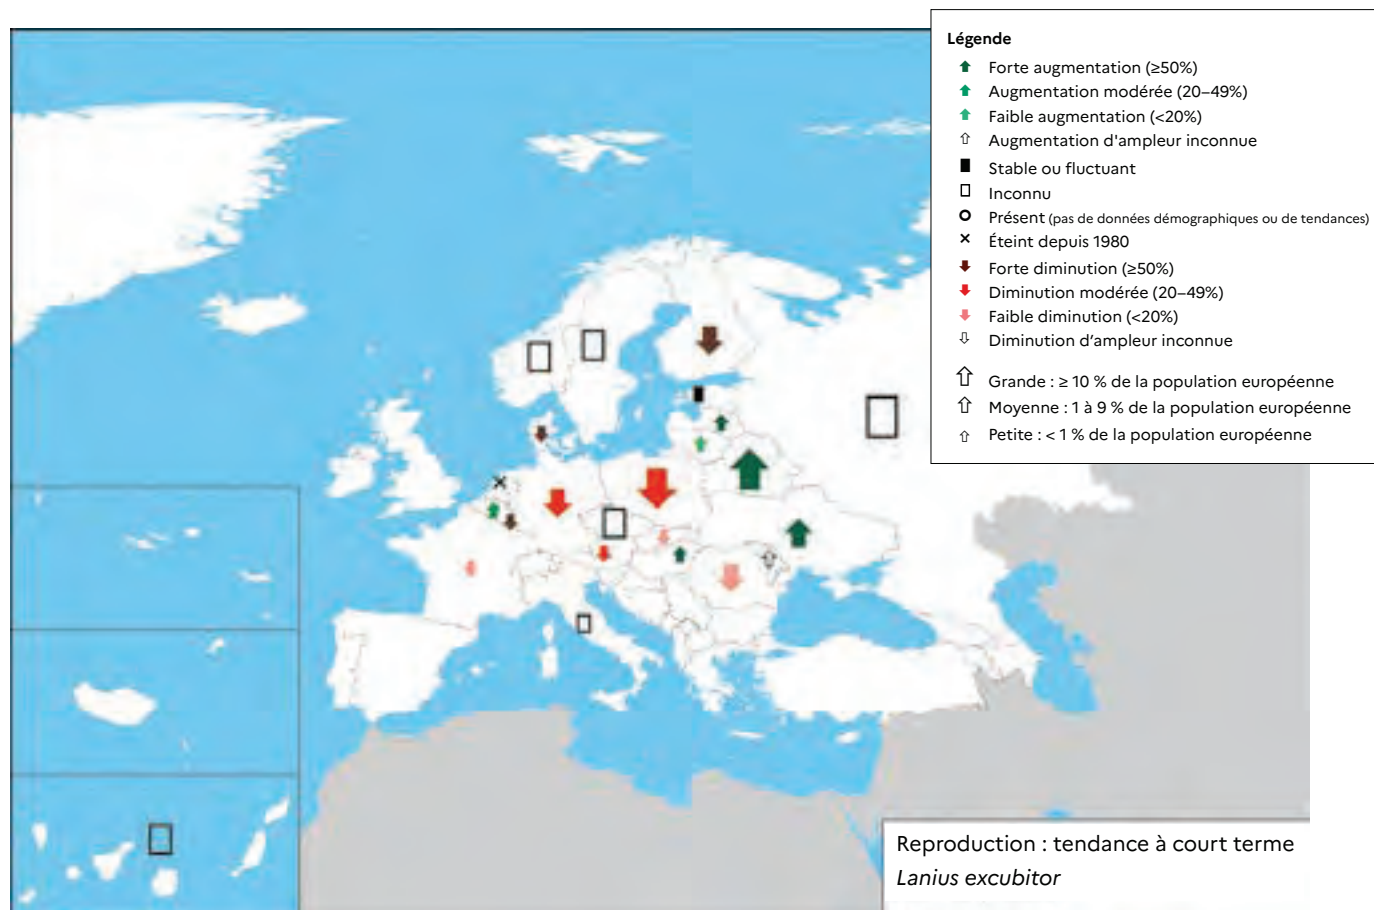 Légende
Forte augmentation (≥50%)
Augmentation modérée (20–49%)
Faible augmentation (<20%)
Augmentation d'ampleur inconnue
Stable ou fluctuant
Inconnu
Présent (pas de données démographiques ou de tendances)
Éteint depuis 1980
Forte diminution (≥50%)
Diminution modérée (20–49%)
Faible diminution (<20%)
Diminution d’ampleur inconnue
Grande : ≥ 10 % de la population européenne
Moyenne : 1 à 9 % de la population européenne
Petite : < 1 % de la population européenne
Reproduction : tendance à court terme
Lanius excubitor